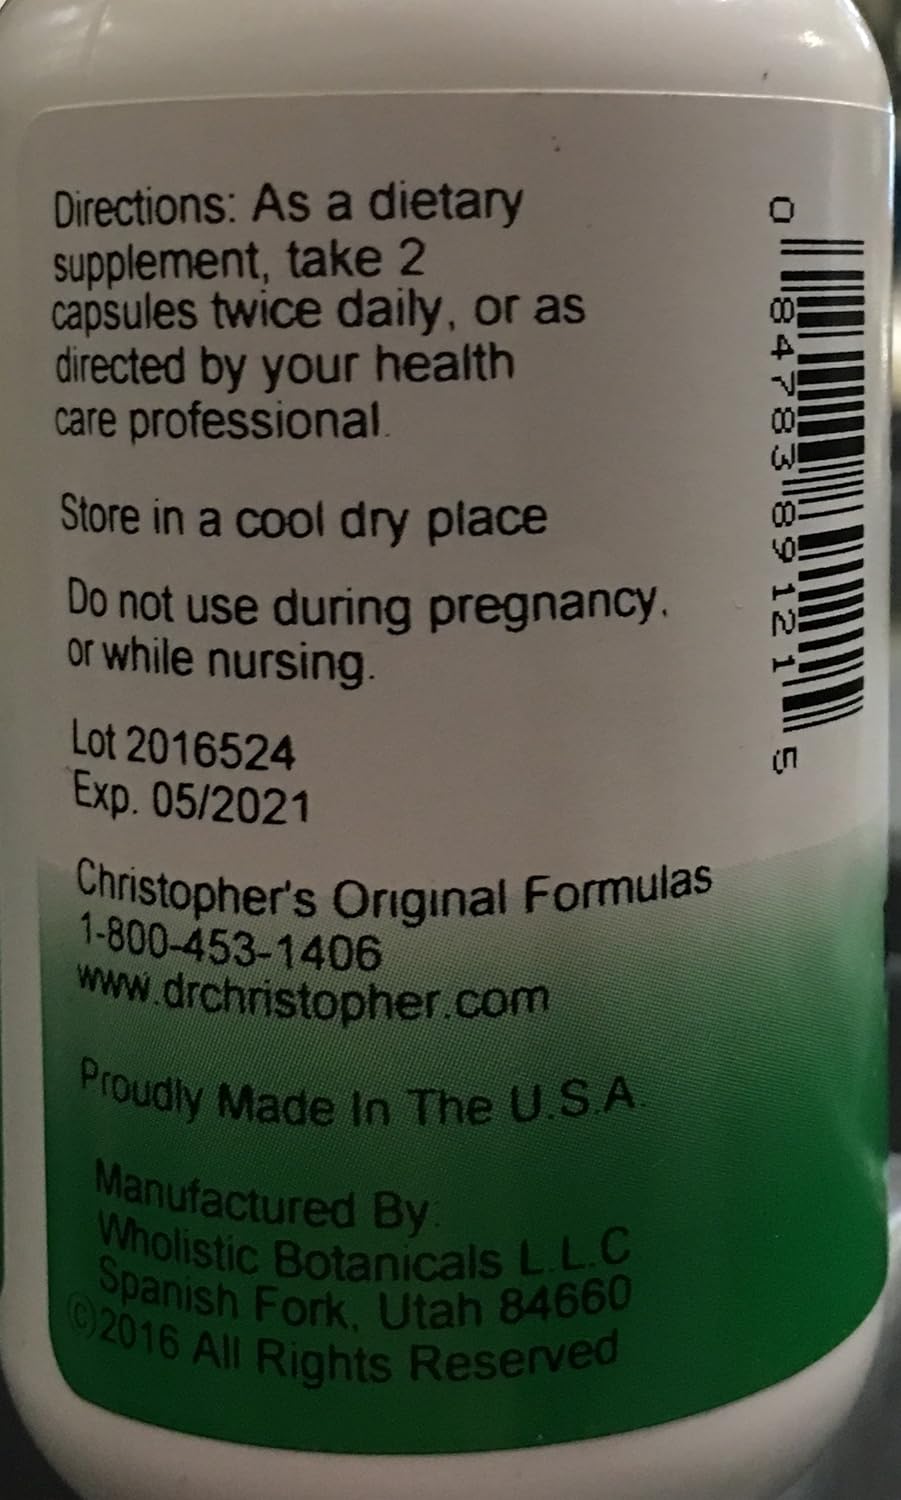 Directions: As a dietary
supplement, take 2
capsules twice daily, or as
directed by your health
care professional.
Store in a cool dry place
Do not use during pregnancy,
or while nursing.
Lot 2016524
Exp. 05/2021
Christopher's Original Formulas
1-800-453-1406
www.drchristopher.com
Proudly Made In The U.S.A.
Manufactured By:
Wholistic Botanicals L.L.C
Spanish Fork, Utah 84660
©2016 All Rights Reserved
0 84783 89121 5